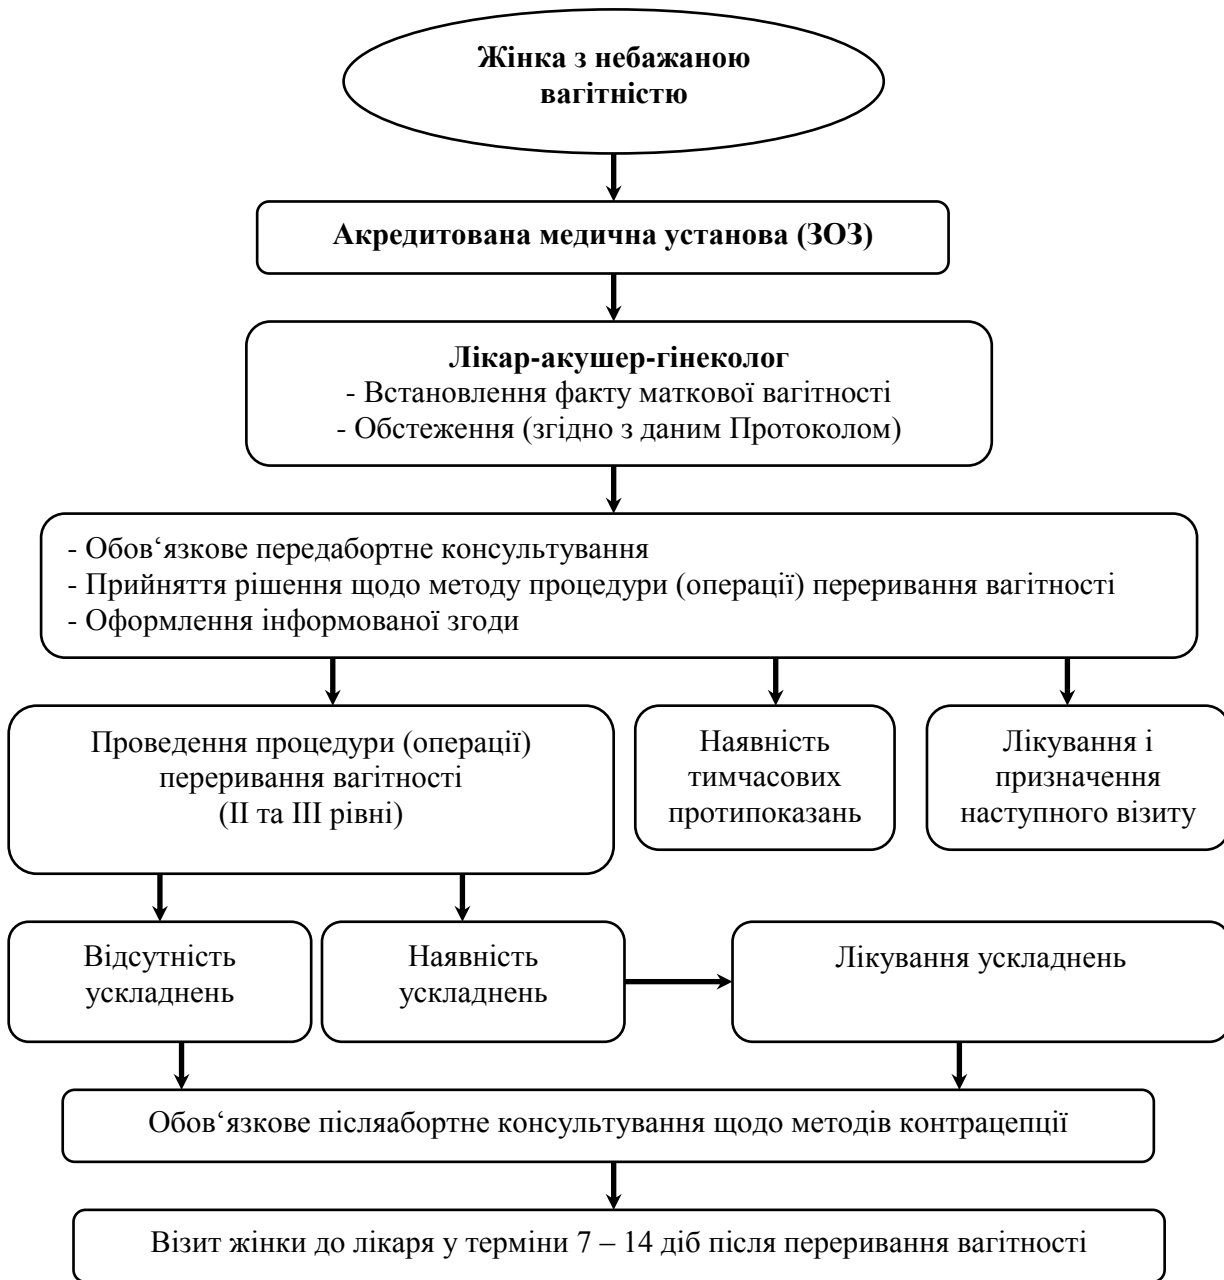 Жінка з небажаною
вагітністю
Акредитована медична установа (ЗОЗ)
Лікар-акушер-гінеколог
- Встановлення факту маткової вагітності
- Обстеження (згідно з даним Протоколом)
- Обов‘язкове передабортне консультування
- Прийняття рішення щодо методу процедури (операції) переривання вагітності
- Оформлення інформованої згоди
Проведення процедури (операції)
переривання вагітності
(ІІ та ІІІ рівні)
Наявність
тимчасових
протипоказань
Лікування і
призначення
наступного візиту
Відсутність
ускладнень
Наявність
ускладнень
Лікування ускладнень
Обов‘язкове післяабортне консультування щодо методів контрацепції
Візит жінки до лікаря у терміни 7 – 14 діб після переривання вагітності